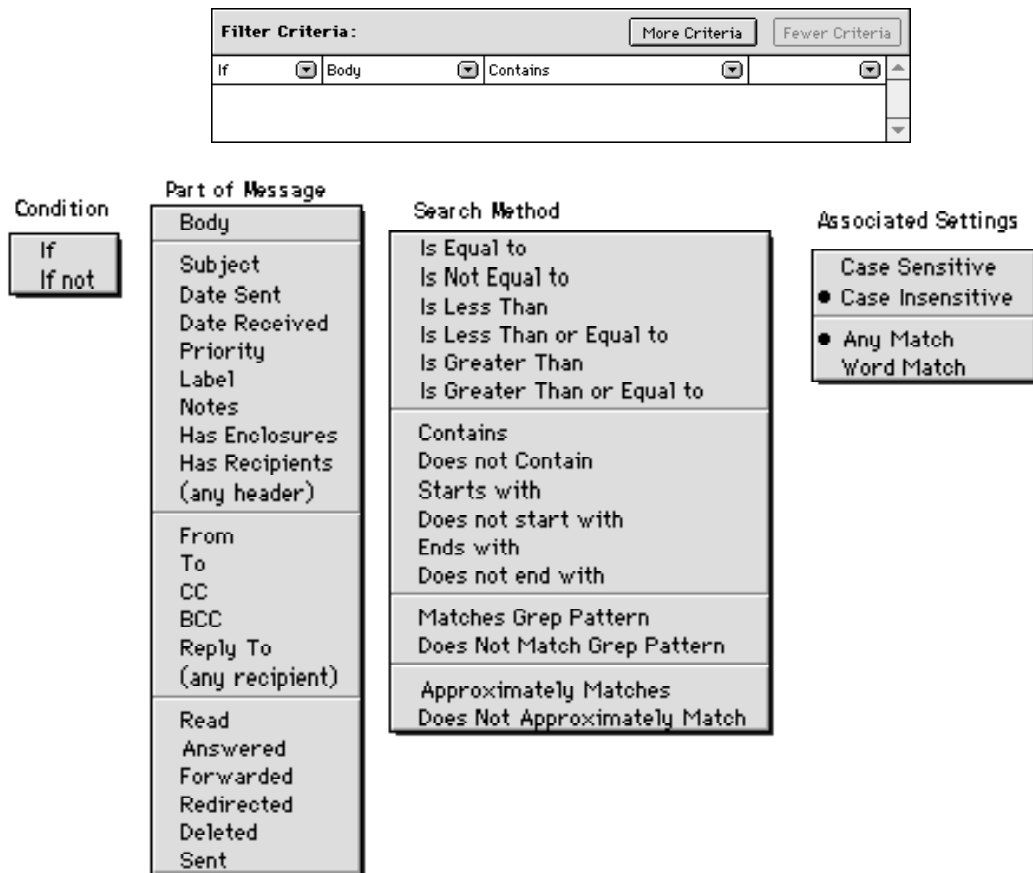 Filter Criteria: More Criteria Fewer Criteria
If Body Contains
Condition
If
If not
Part of Message
Body
Subject
Date Sent
Date Received
Priority
Label
Notes
Has Enclosures
Has Recipients
(any header)
From
To
CC
BCC
Reply To
(any recipient)
Read
Answered
Forwarded
Redirected
Deleted
Sent
Search Method
Is Equal to
Is Not Equal to
Is Less Than
Is Less Than or Equal to
Is Greater Than
Is Greater Than or Equal to
Contains
Does not Contain
Starts with
Does not start with
Ends with
Does not end with
Matches Grep Pattern
Does Not Match Grep Pattern
Approximately Matches
Does Not Approximately Match
Associated Settings
Case Sensitive
Case Insensitive
Any Match
Word Match